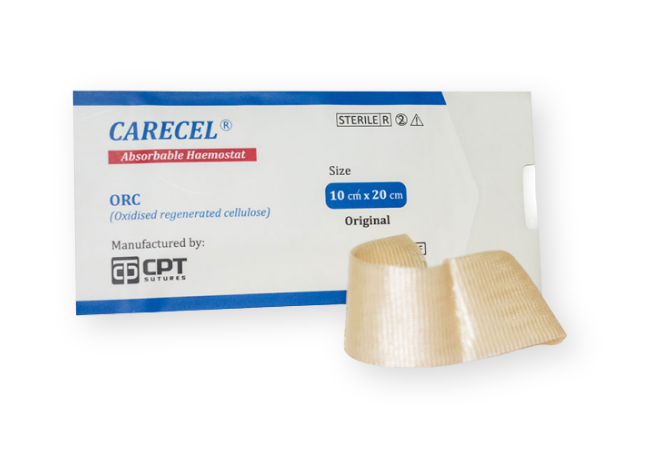 CARECEL®
Absorbable Haemostat
ORC
(Oxidised regenerated cellulose)
Manufactured by:
CPT
SUTURES
STERILE R 2
Size
10 cm x 20 cm
Original